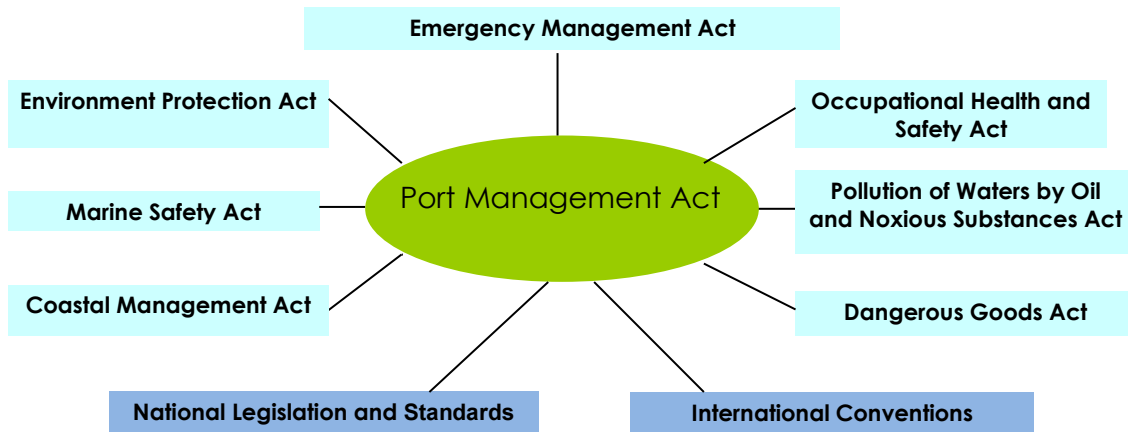 Emergency Management Act
Environment Protection Act
Occupational Health and
Safety Act
Port Management Act
Marine Safety Act
Pollution of Waters by Oil
and Noxious Substances Act
Coastal Management Act
Dangerous Goods Act
National Legislation and Standards
International Conventions